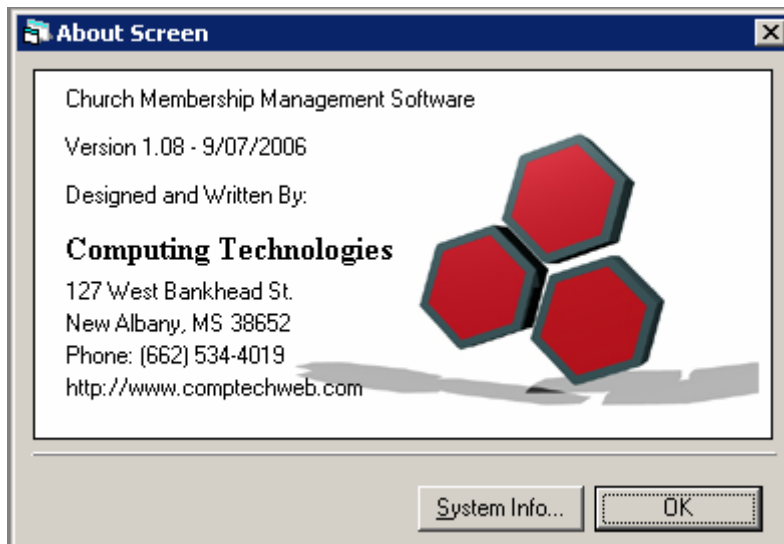 About Screen
Church Membership Management Software
Version 1.08 - 9/07/2006
Designed and Written By:
Computing Technologies
127 West Bankhead St.
New Albany, MS 38652
Phone: (662) 534-4019
http://www.comptechweb.com
System Info...
OK